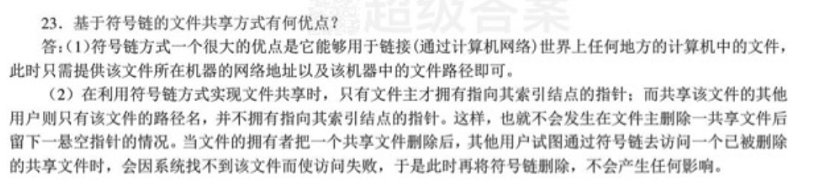 超级答案
23．基于符号链的文件共享方式有何优点？
答：(1)符号链方式一个很大的优点是它能够用于链接(通过计算机网络)世界上任何地方的计算机中的文件，
此时只需提供该文件所在机器的网络地址以及该机器中的文件路径即可。
（2）在利用符号链方式实现文件共享时，只有文件主才拥有指向其索引结点的指针；而共享该文件的其他
用户则只有该文件的路径名，并不拥有指向其索引结点的指针。这样，也就不会发生在文件主删除一共享文件后
留下一悬空指针的情况。当文件的拥有者把一个共享文件删除后，其他用户试图通过符号链去访问一个已被删除
的共享文件时，会因系统找不到该文件而使访问失败，于是此时再将符号链删除，不会产生任何影响。